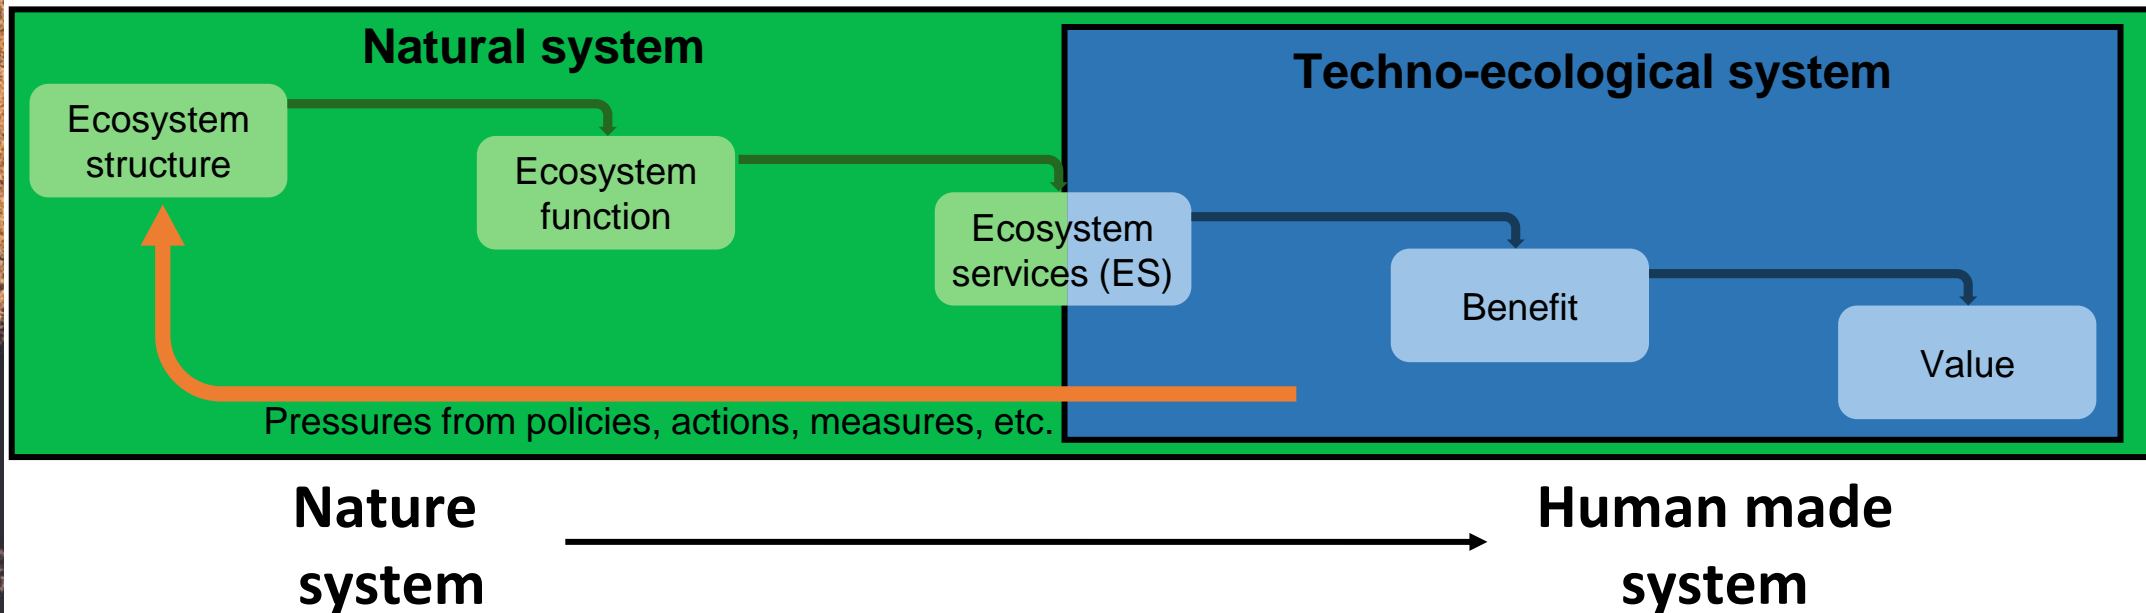 Natural system
Techno-ecological system
Ecosystem
structure
Ecosystem
function
Ecosystem
services (ES)
Benefit
Value
Pressures from policies, actions, measures, etc.
Nature
system
Human made
system